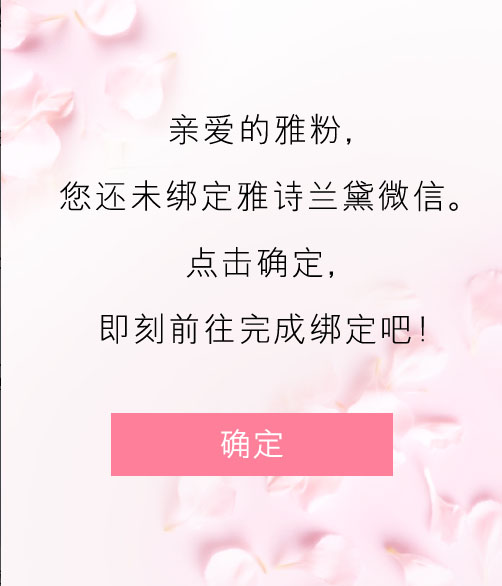 亲爱的雅粉，
您还未绑定雅诗兰黛微信。
点击确定，
即刻前往完成绑定吧！
确定